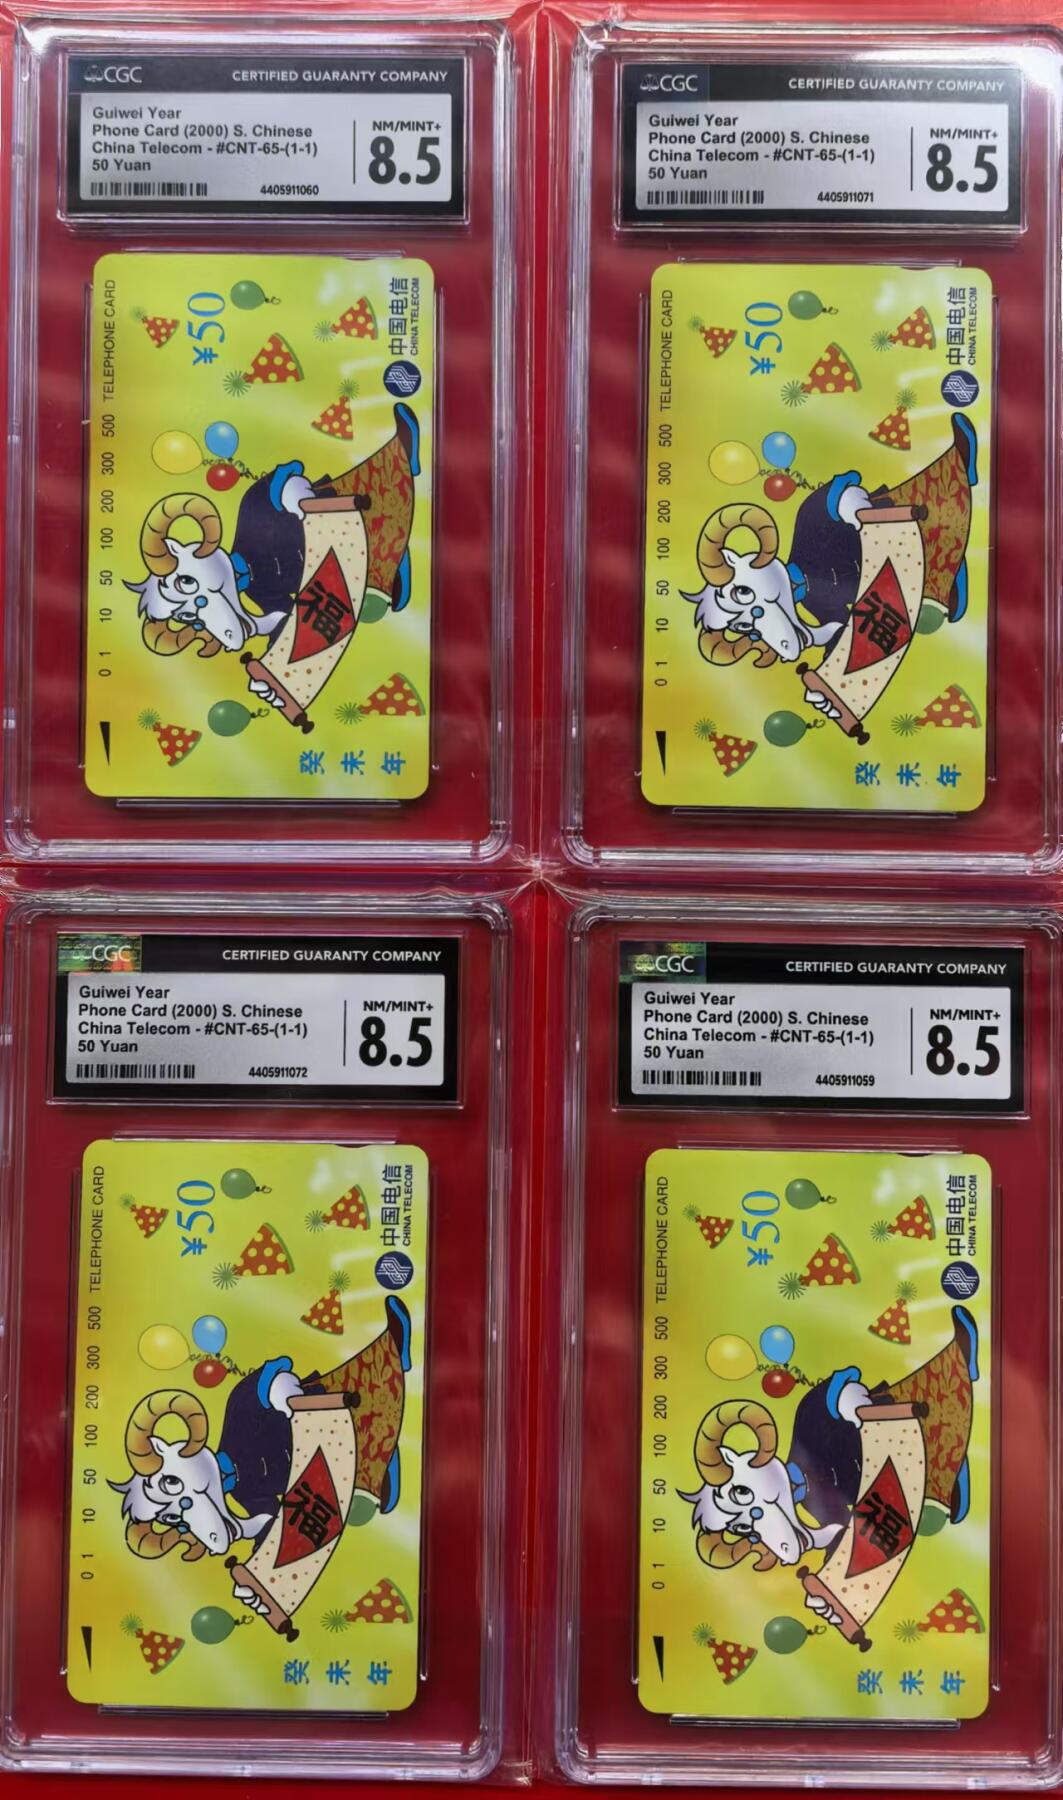 CGC CERTIFIED GUARANTY COMPANY
Guiwei Year
Phone Card (2000) S. Chinese
China Telecom - #CNT-65-(1-1)
50 Yuan
NM/MINT+
8.5
4405911060
TELEPHONE CARD
0 1 10 50 100 200 300 500
¥50
中国电信
CHINA TELECOM
福
癸未年
CGC CERTIFIED GUARANTY COMPANY
Guiwei Year
Phone Card (2000) S. Chinese
China Telecom - #CNT-65-(1-1)
50 Yuan
NM/MINT+
8.5
4405911071
TELEPHONE CARD
0 1 10 50 100 200 300 500
¥50
中国电信
CHINA TELECOM
福
癸未年
CGC CERTIFIED GUARANTY COMPANY
Guiwei Year
Phone Card (2000) S. Chinese
China Telecom - #CNT-65-(1-1)
50 Yuan
NM/MINT+
8.5
4405911072
TELEPHONE CARD
0 1 10 50 100 200 300 500
¥50
中国电信
CHINA TELECOM
福
癸未年
CGC CERTIFIED GUARANTY COMPANY
Guiwei Year
Phone Card (2000) S. Chinese
China Telecom - #CNT-65-(1-1)
50 Yuan
NM/MINT+
8.5
4405911059
TELEPHONE CARD
0 1 10 50 100 200 300 500
¥50
中国电信
CHINA TELECOM
福
癸未年